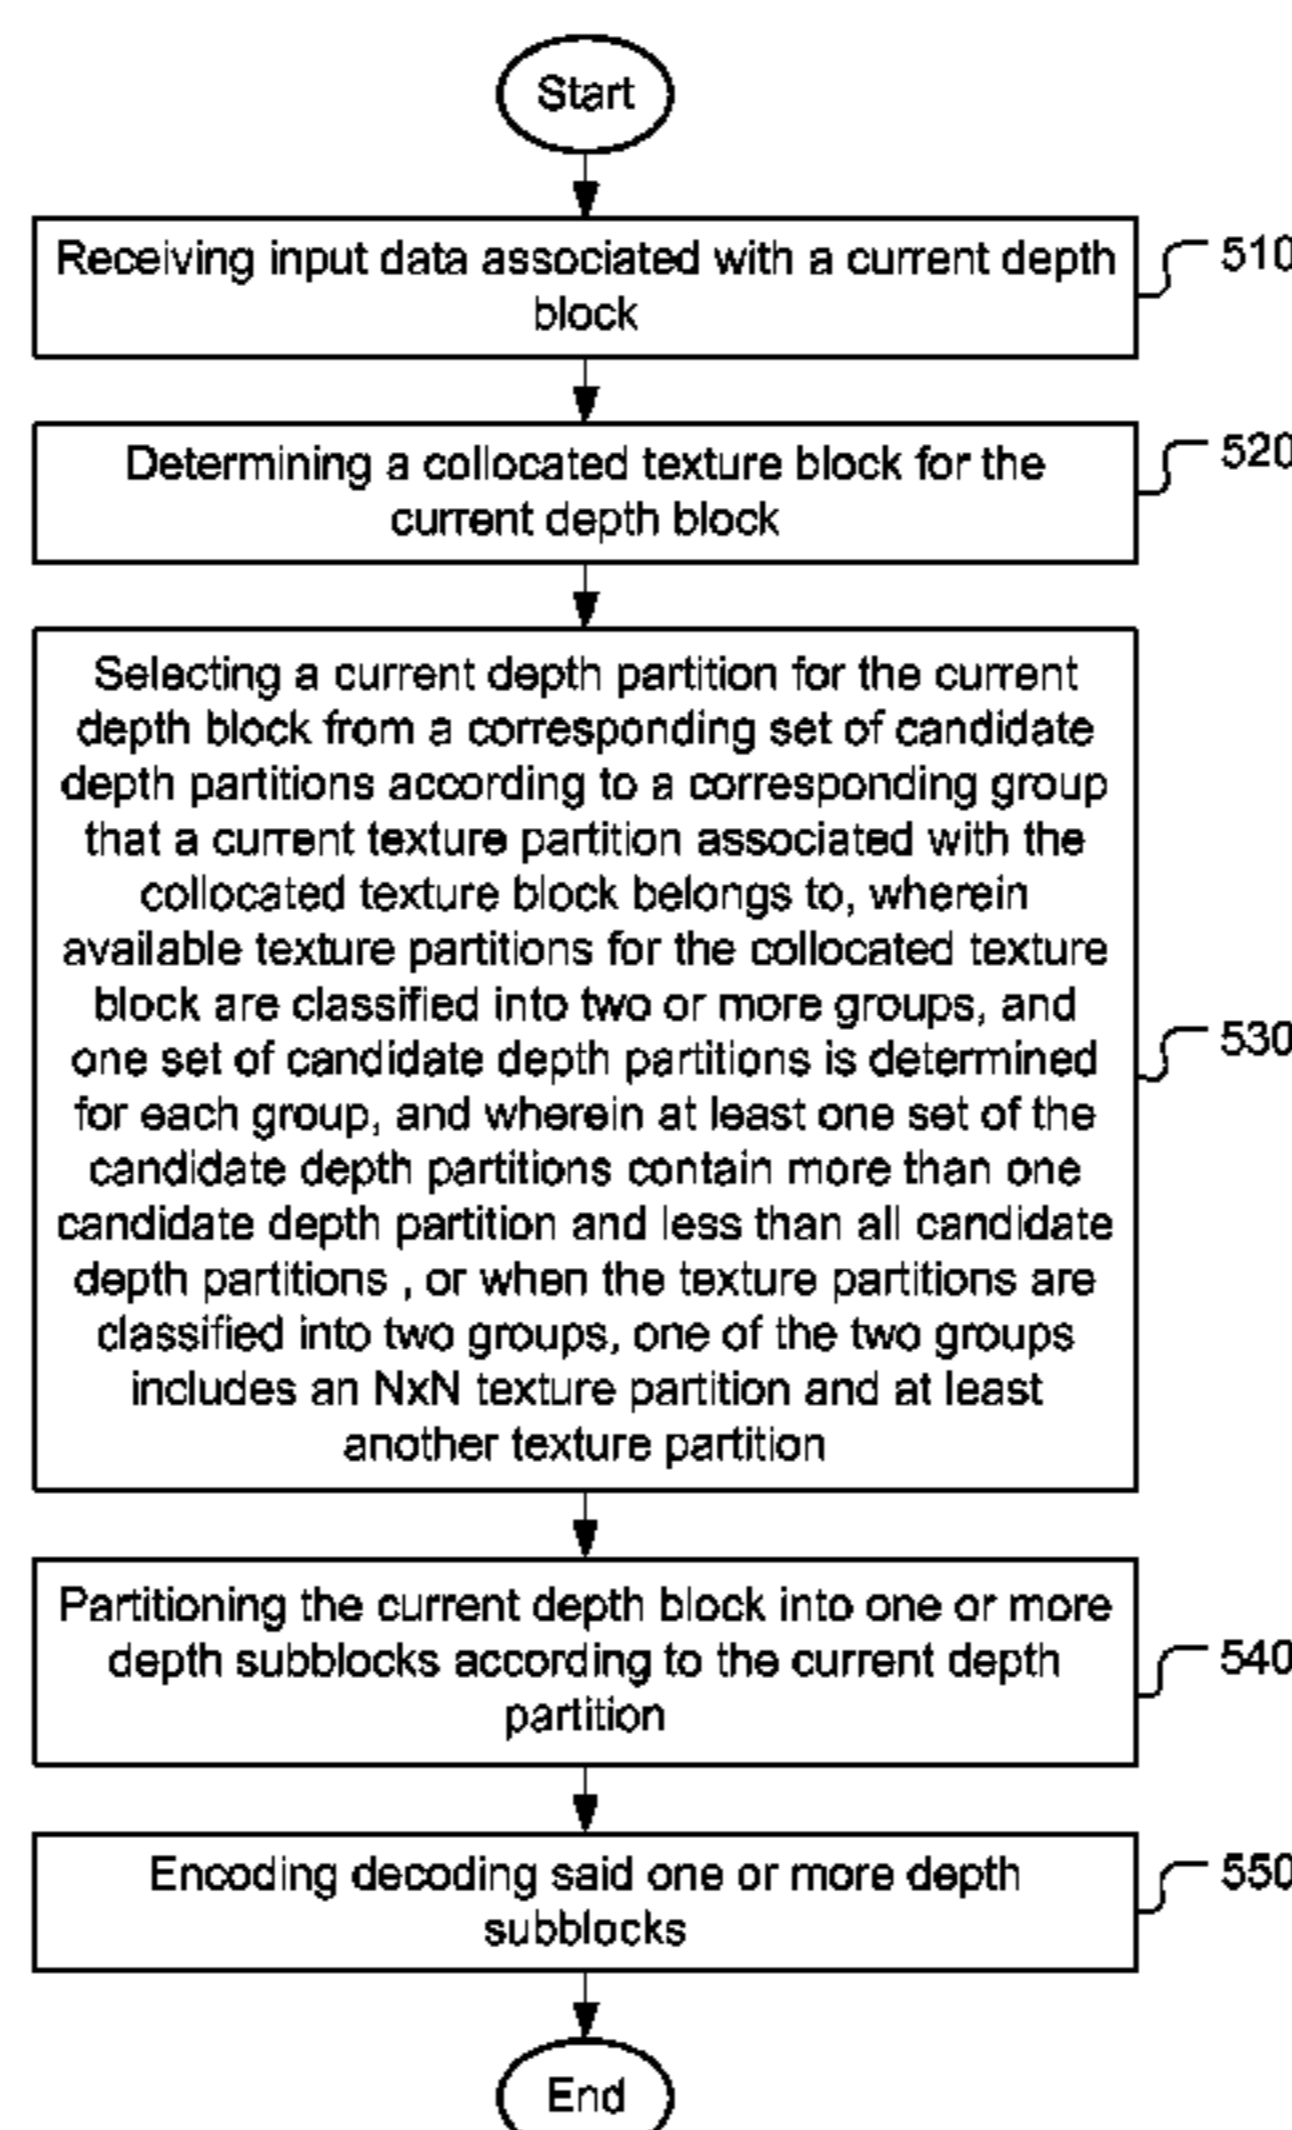 Start
Receiving input data associated with a current depth
block
510
Determining a collocated texture block for the
current depth block
520
Selecting a current depth partition for the current
depth block from a corresponding set of candidate
depth partitions according to a corresponding group
that a current texture partition associated with the
collocated texture block belongs to, wherein
available texture partitions for the collocated texture
block are classified into two or more groups, and
one set of candidate depth partitions is determined
for each group, and wherein at least one set of the
candidate depth partitions contain more than one
candidate depth partition and less than all candidate
depth partitions , or when the texture partitions are
classified into two groups, one of the two groups
includes an NxN texture partition and at least
another texture partition
530
Partitioning the current depth block into one or more
depth subblocks according to the current depth
partition
540
Encoding decoding said one or more depth
subblocks
550
End